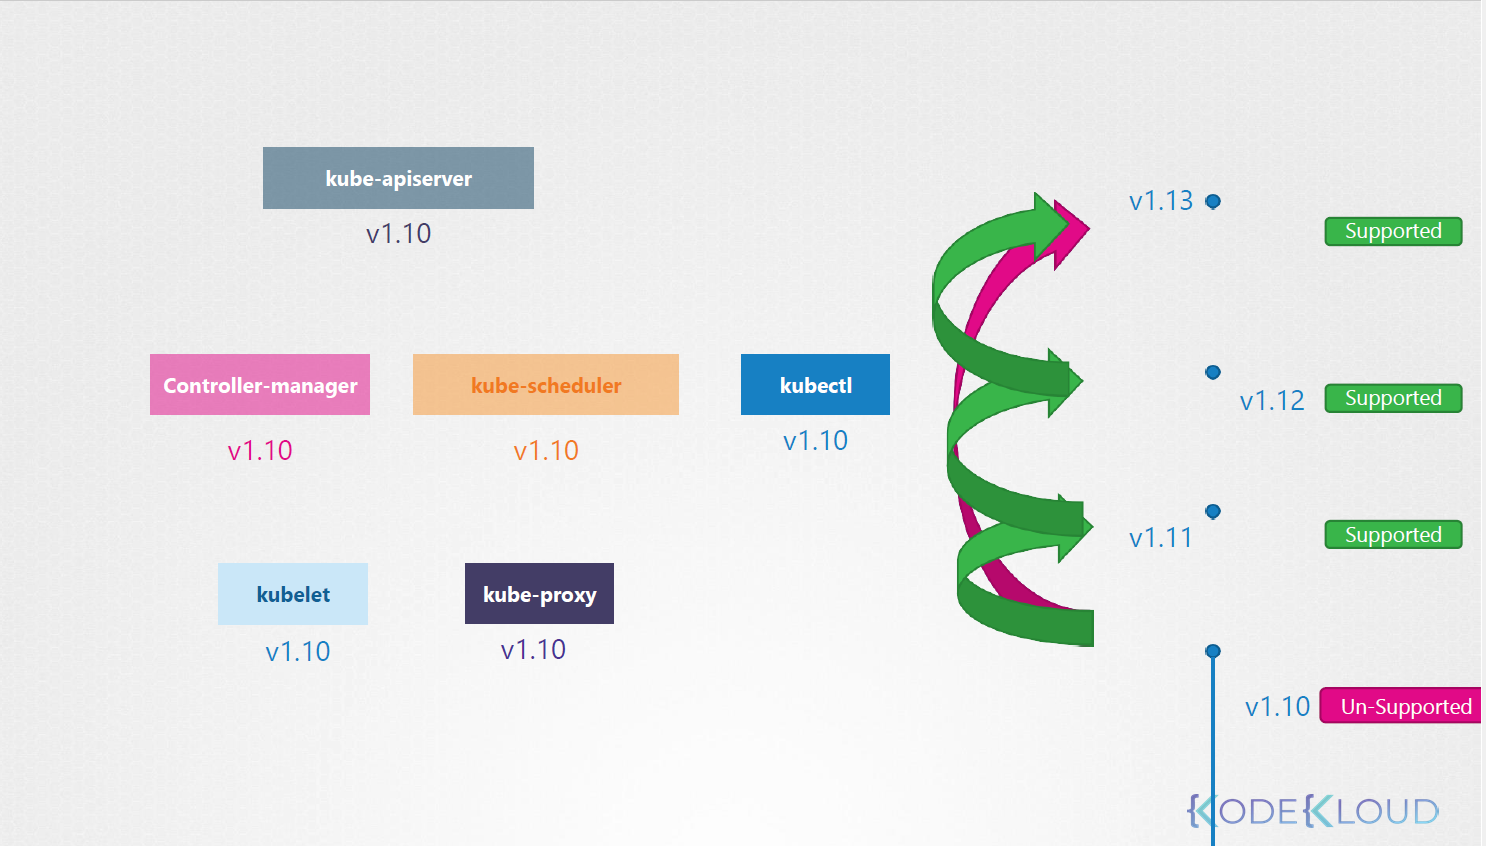 kube-apiserver
v1.10
Controller-manager
v1.10
kube-scheduler
v1.10
kubectl
v1.10
kubelet
v1.10
kube-proxy
v1.10
v1.13
Supported
v1.12
Supported
v1.11
Supported
v1.10
Un-Supported
KODEKLOUD